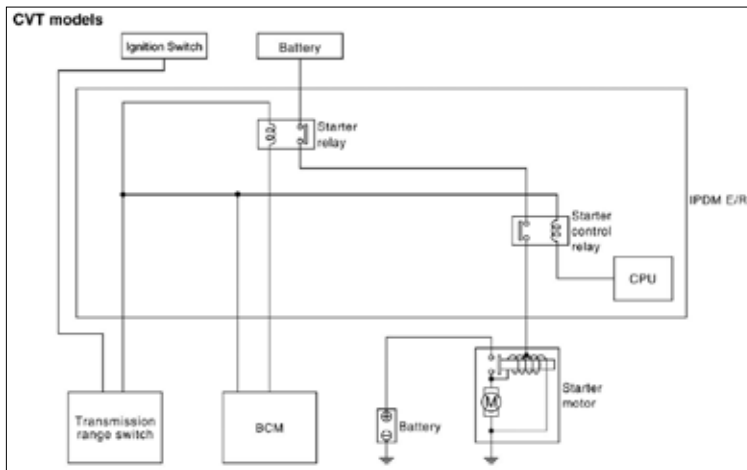 CVT models
Ignition Switch
Battery
Starter
relay
IPDM E/R
Starter
control
relay
CPU
Transmission
range switch
BCM
Battery
M
Starter
motor